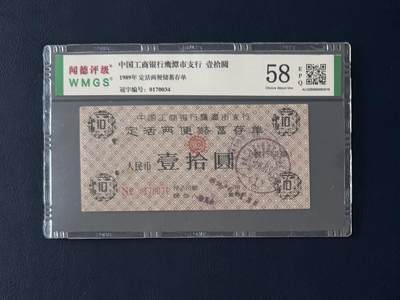 闻德评级®
WMGS
中国工商银行鹰潭市支行 壹拾圆
1989年 定活两便储蓄存单
冠字编号: 0170034
58
EPQ
Choice About Unc
中国工商银行鹰潭市支行
定活两便储蓄存单
10
10
人民币 壹拾圆
10
10